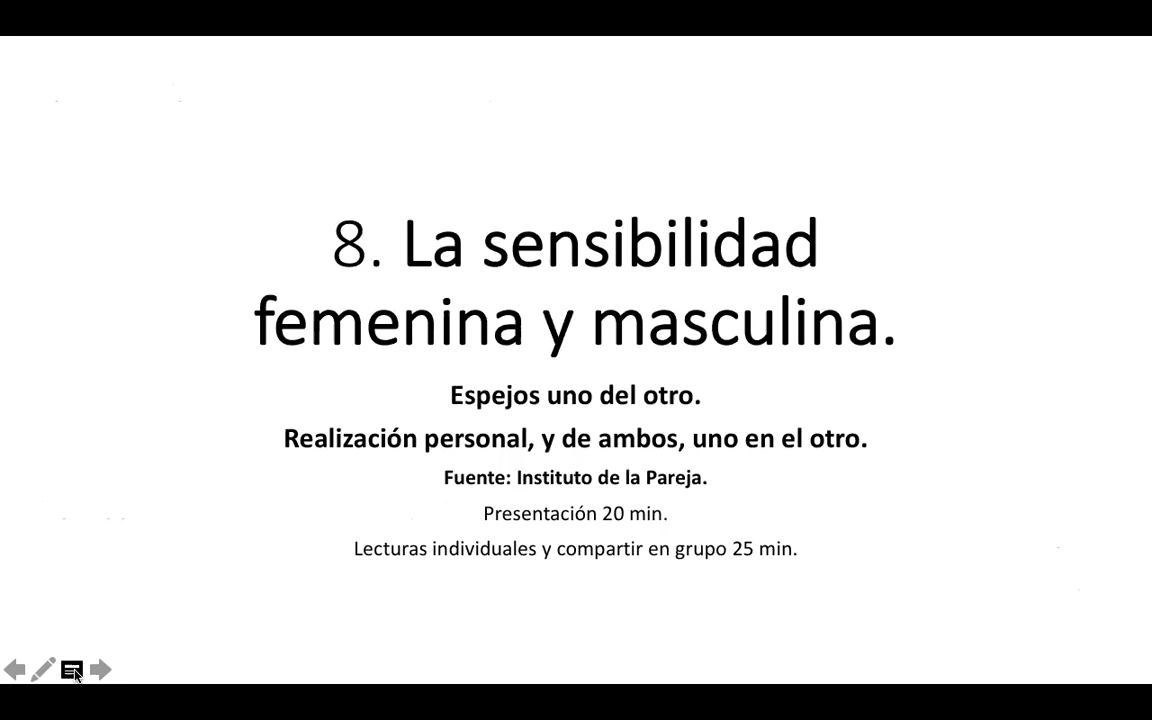 8. La sensibilidad
femenina y masculina.
Espejos uno del otro.
Realización personal, y de ambos, uno en el otro.
Fuente: Instituto de la Pareja.
Presentación 20 min.
Lecturas individuales y compartir en grupo 25 min.